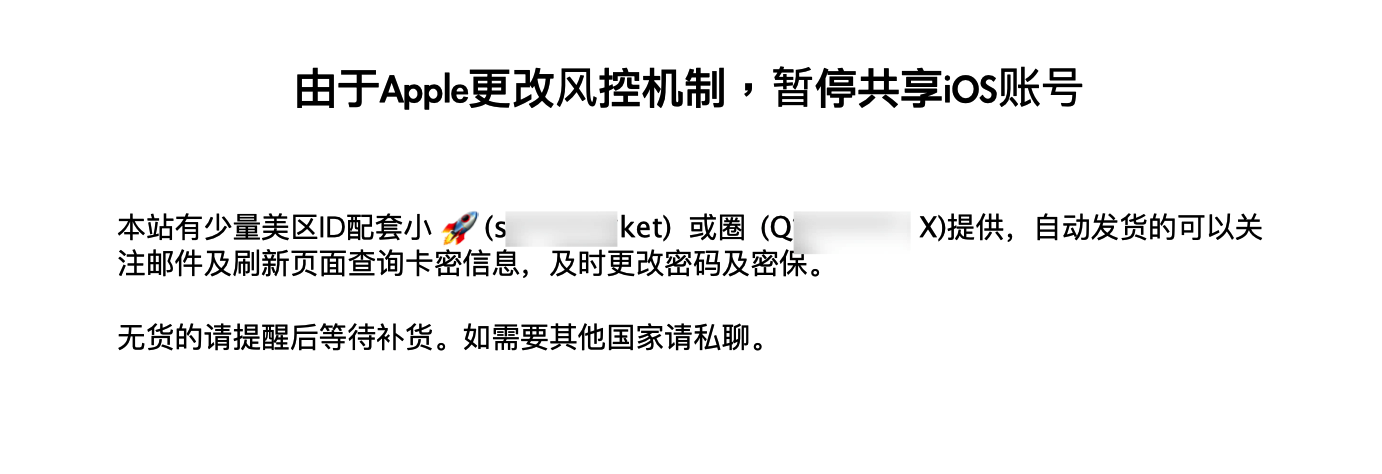 由于Apple更改风控机制，暂停共享iOS账号
本站有少量美区ID配套小🚀(s ket) 或圈 (Q X)提供，自动发货的可以关
注邮件及刷新页面查询卡密信息，及时更改密码及密保。
无货的请提醒后等待补货。如需要其他国家请私聊。